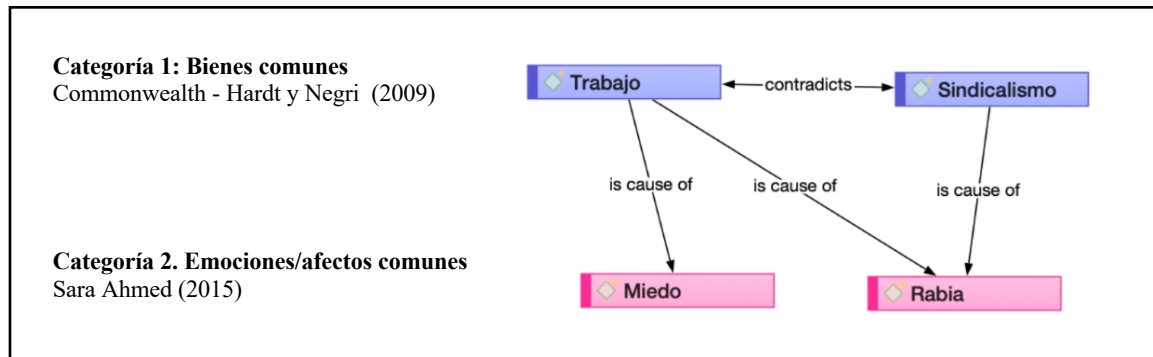 Categoría 1: Bienes comunes
Commonwealth - Hardt y Negri (2009)
Trabajo
contradicts
Sindicalismo
is cause of
is cause of
is cause of
Categoría 2. Emociones/afectos comunes
Sara Ahmed (2015)
Miedo
Rabia